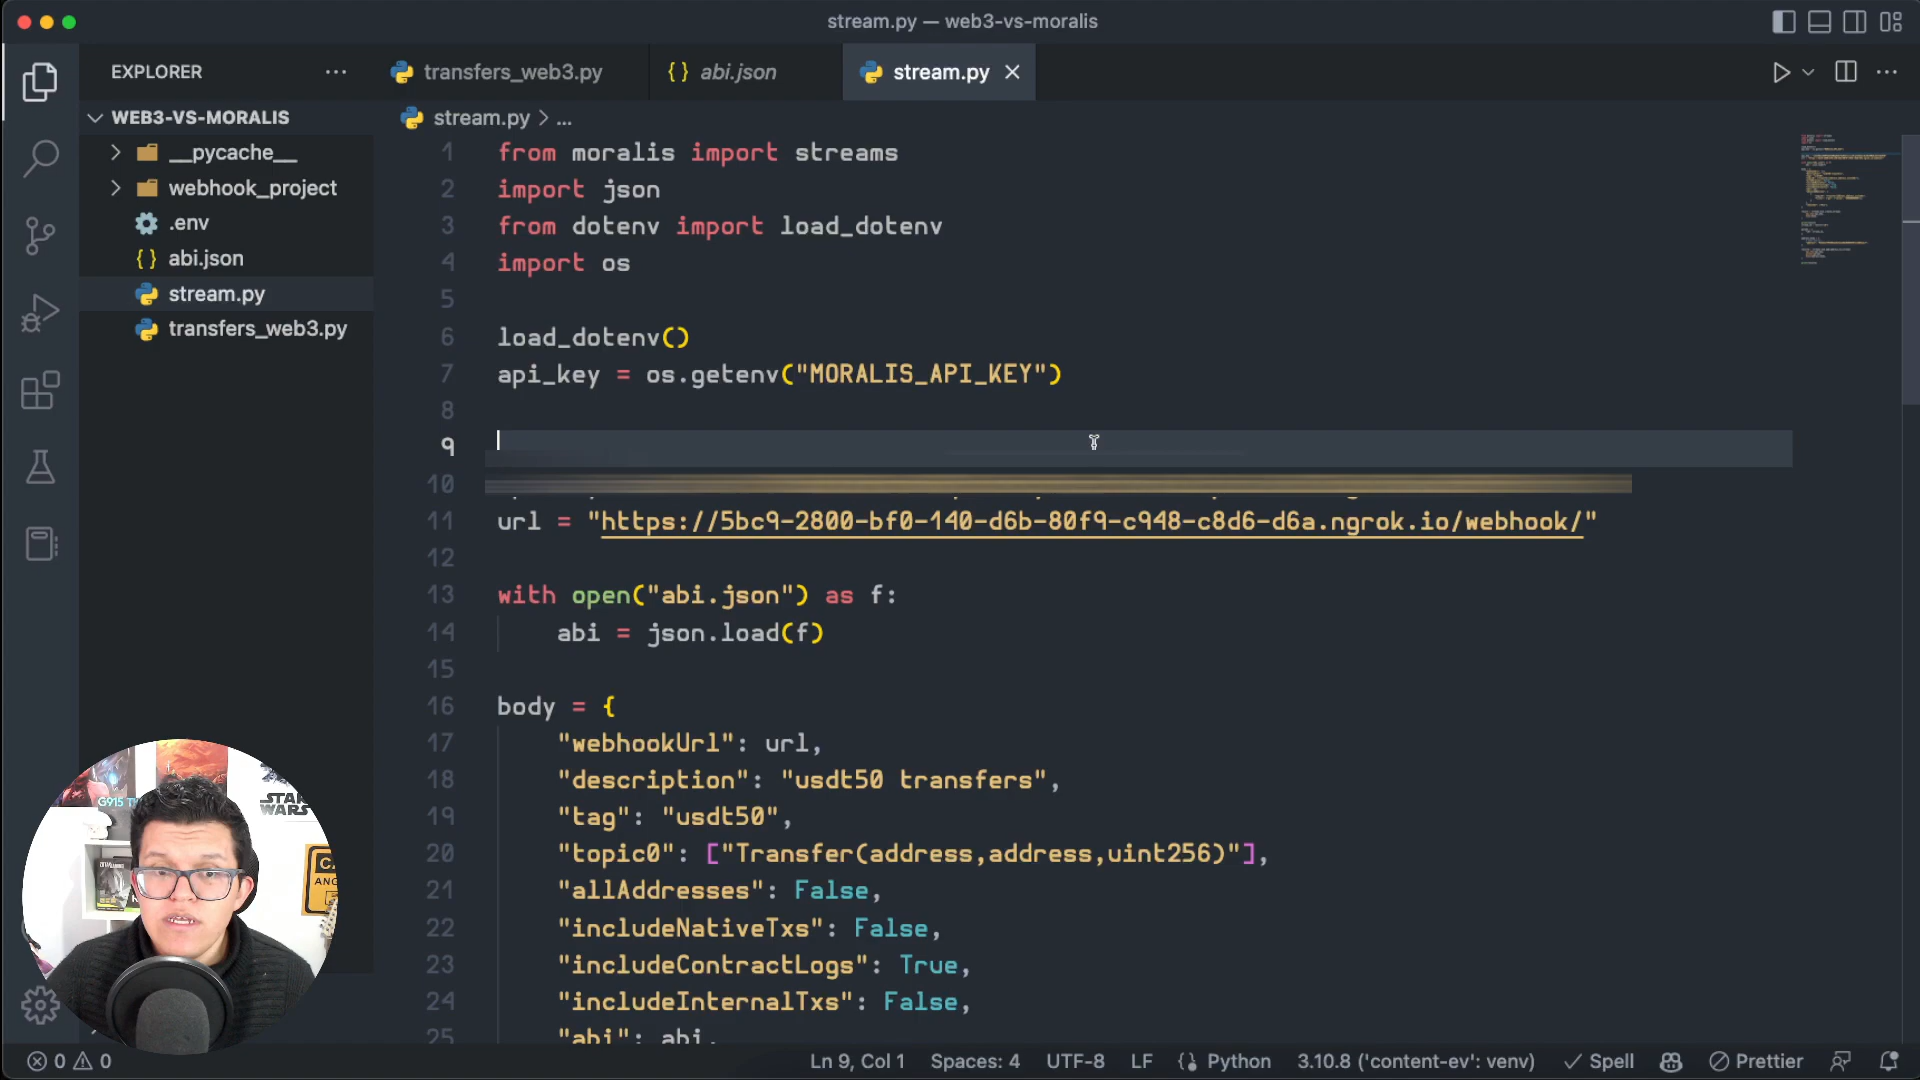 stream.py — web3-vs-moralis
EXPLORER
transfers_web3.py
abi.json
stream.py
WEB3-VS-MORALIS
stream.py > ...
__pycache__
webhook_project
.env
abi.json
stream.py
transfers_web3.py
1 from moralis import streams
2 import json
3 from dotenv import load_dotenv
4 import os
5
6 load_dotenv()
7 api_key = os.getenv("MORALIS_API_KEY")
8
9
10
11 url = "https://5bc9-2800-bf0-140-d6b-80f9-c948-c8d6-d6a.ngrok.io/webhook/"
12
13 with open("abi.json") as f:
14 abi = json.load(f)
15
16 body = {
17 "webhookUrl": url,
18 "description": "usdt50 transfers",
19 "tag": "usdt50",
20 "topic0": ["Transfer(address,address,uint256)"],
21 "allAddresses": False,
22 "includeNativeTxs": False,
23 "includeContractLogs": True,
24 "includeInternalTxs": False,
25 "abi": abi,
G915
STAR
WARS
0 0
Ln 9, Col 1
Spaces: 4
UTF-8
LF
{} Python
3.10.8 ('content-ev': venv)
Spell
Prettier